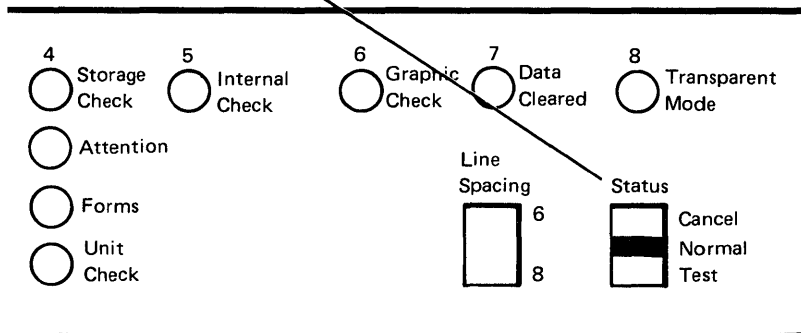 4 5 6 7 8
Storage Check
Internal Check
Graphic Check
Data Cleared
Transparent Mode
Attention
Forms
Unit Check
Line Spacing
6
8
Status
Cancel
Normal
Test